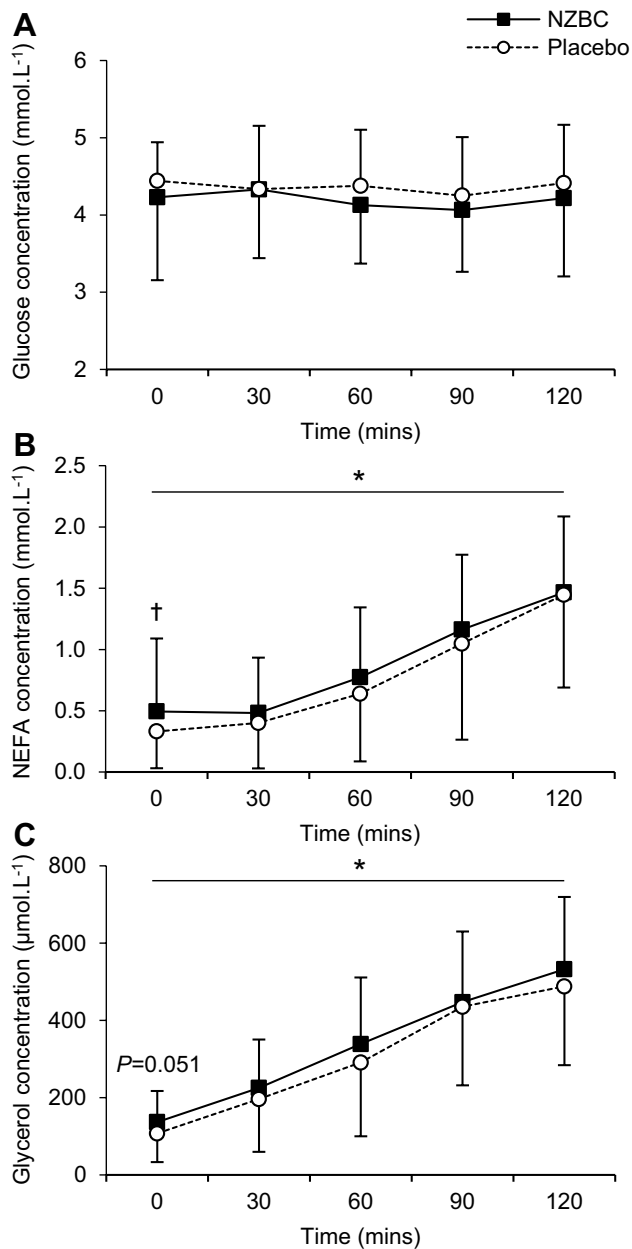 A
NZBC
Placebo
Glucose concentration (mmol.L⁻¹)
6
5
4
3
2
0 30 60 90 120
Time (mins)
B
NEFA concentration (mmol.L⁻¹)
2.5
*
2.0
1.5
†
1.0
0.5
0.0
0 30 60 90 120
Time (mins)
C
Glycerol concentration (µmol.L⁻¹)
800
*
600
400
P=0.051
200
0
0 30 60 90 120
Time (mins)